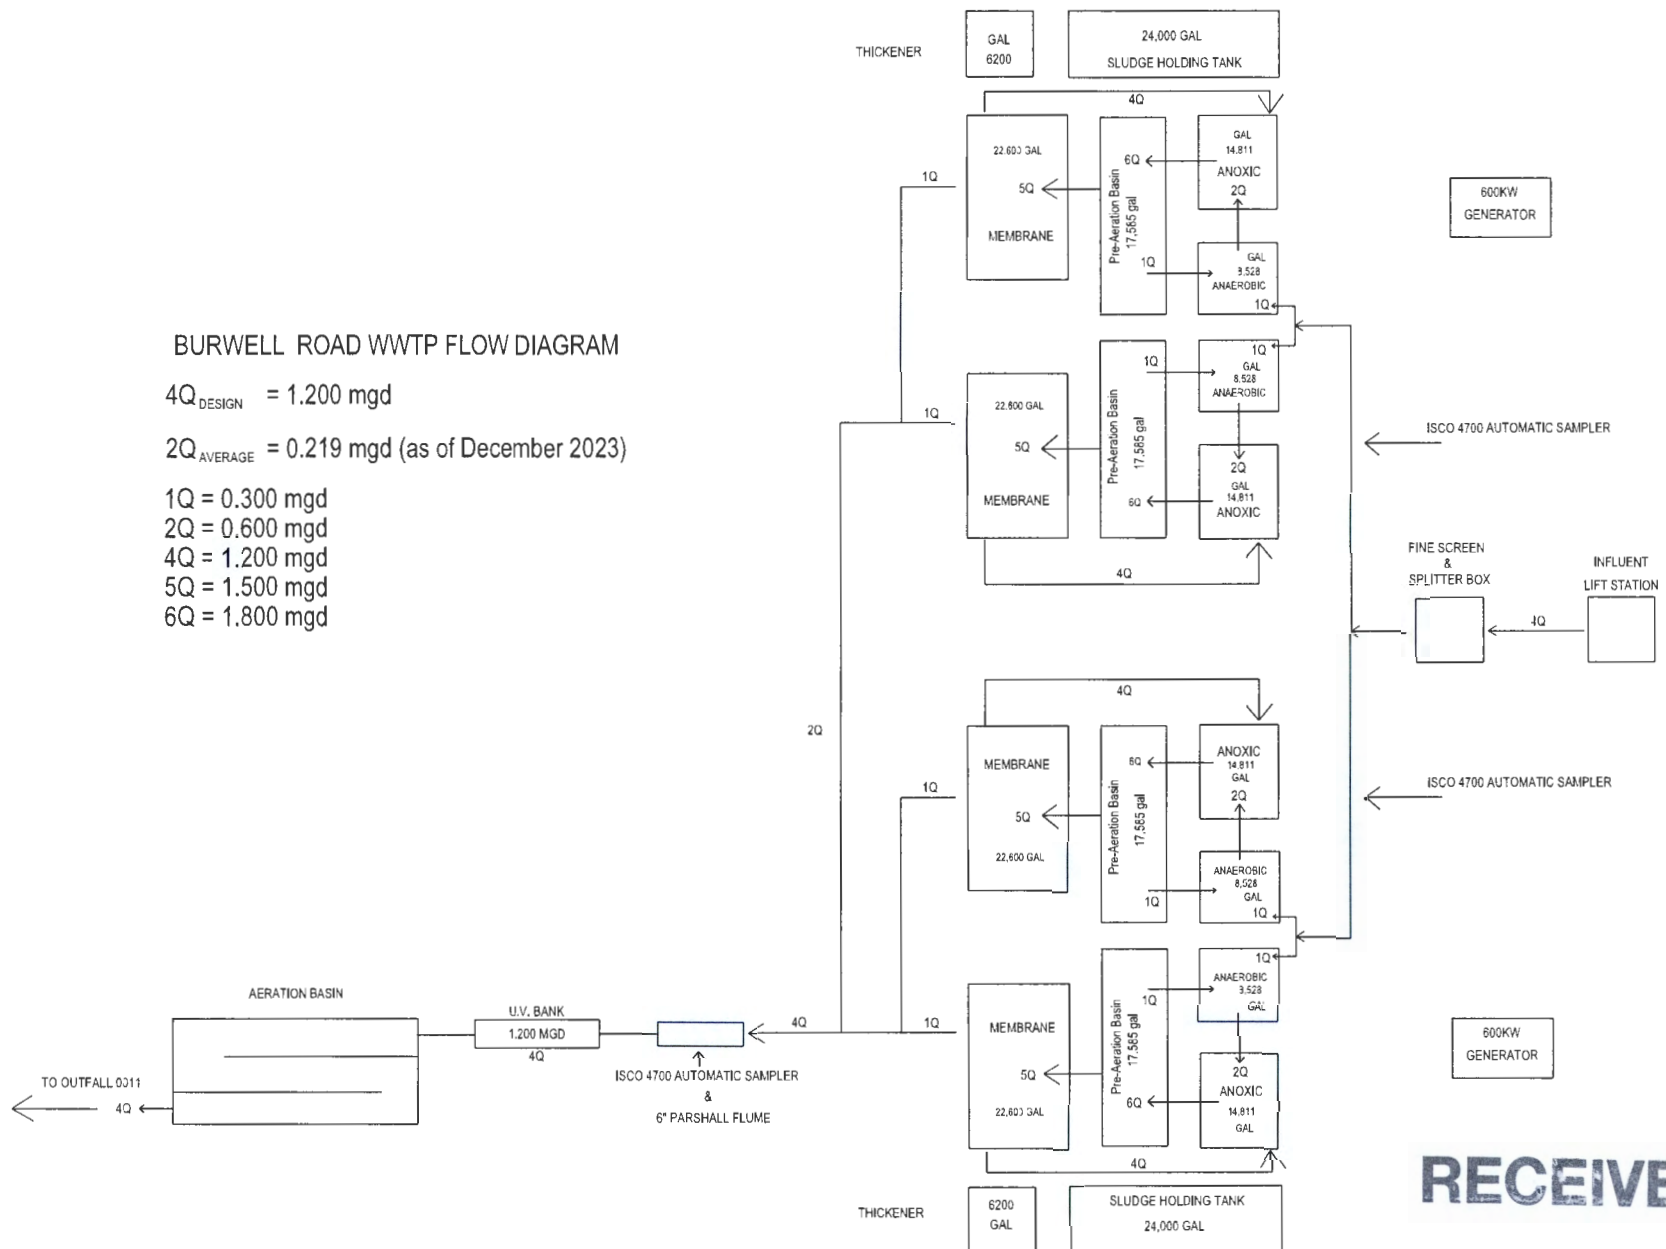 THICKENER
GAL
6200
24,000 GAL
SLUDGE HOLDING TANK
4Q
22,600 GAL
5Q
MEMBRANE
1Q
Pre-Aeration Basin
17,585 gal
6Q
1Q
GAL
14,811
ANOXIC
2Q
GAL
8,528
ANAEROBIC
1Q
600KW
GENERATOR
BURWELL ROAD WWTP FLOW DIAGRAM
4Q DESIGN = 1.200 mgd
2Q AVERAGE = 0.219 mgd (as of December 2023)
1Q = 0.300 mgd
2Q = 0.600 mgd
4Q = 1.200 mgd
5Q = 1.500 mgd
6Q = 1.800 mgd
1Q
22,600 GAL
5Q
MEMBRANE
Pre-Aeration Basin
17,585 gal
1Q
6Q
1Q
GAL
8,528
ANAEROBIC
2Q
GAL
14,811
ANOXIC
4Q
ISCO 4700 AUTOMATIC SAMPLER
FINE SCREEN
&
SPLITTER BOX
4Q
INFLUENT
LIFT STATION
2Q
4Q
1Q
MEMBRANE
5Q
22,600 GAL
Pre-Aeration Basin
17,585 gal
6Q
1Q
ANOXIC
14,811
GAL
2Q
ANAEROBIC
8,528
GAL
1Q
ISCO 4700 AUTOMATIC SAMPLER
1Q
MEMBRANE
5Q
22,600 GAL
Pre-Aeration Basin
17,585 gal
1Q
6Q
1Q
ANAEROBIC
8,528
GAL
2Q
ANOXIC
14,811
GAL
4Q
600KW
GENERATOR
AERATION BASIN
U.V. BANK
1.200 MGD
4Q
4Q
ISCO 4700 AUTOMATIC SAMPLER
&
6" PARSHALL FLUME
TO OUTFALL 0011
4Q
THICKENER
6200
GAL
SLUDGE HOLDING TANK
24,000 GAL
RECEIVE